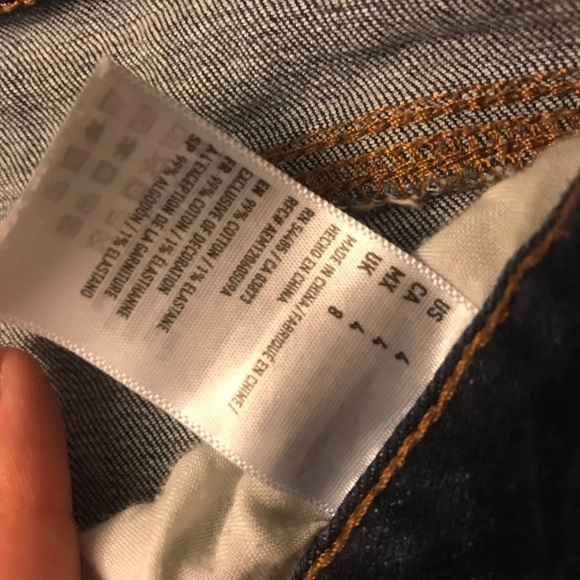 US 4
CA 4
MX 4
UK 8
MADE IN CHINA / FABRIQUÉ EN CHINE /
HECHO EN CHINA
RN 54486 / CA 03873
EN 99% COTTON / 1% ELASTANE
EXCLUSIVE OF DECORATION
FR 99% COTON / 1% ÉLASTHANNE
À L'EXCEPTION DE LA GARNITURE
SP 99% ALGODÓN / 1% ELASTANO